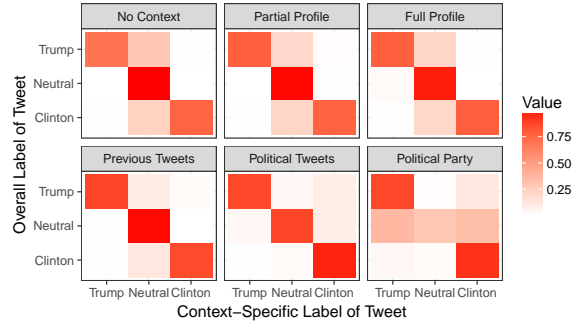 No Context Partial Profile Full Profile
Trump
Neutral
Clinton
Previous Tweets Political Tweets Political Party
Trump
Neutral
Clinton
Trump Neutral Clinton Trump Neutral Clinton Trump Neutral Clinton
Context−Specific Label of Tweet
Overall Label of Tweet
Value
0.75
0.50
0.25